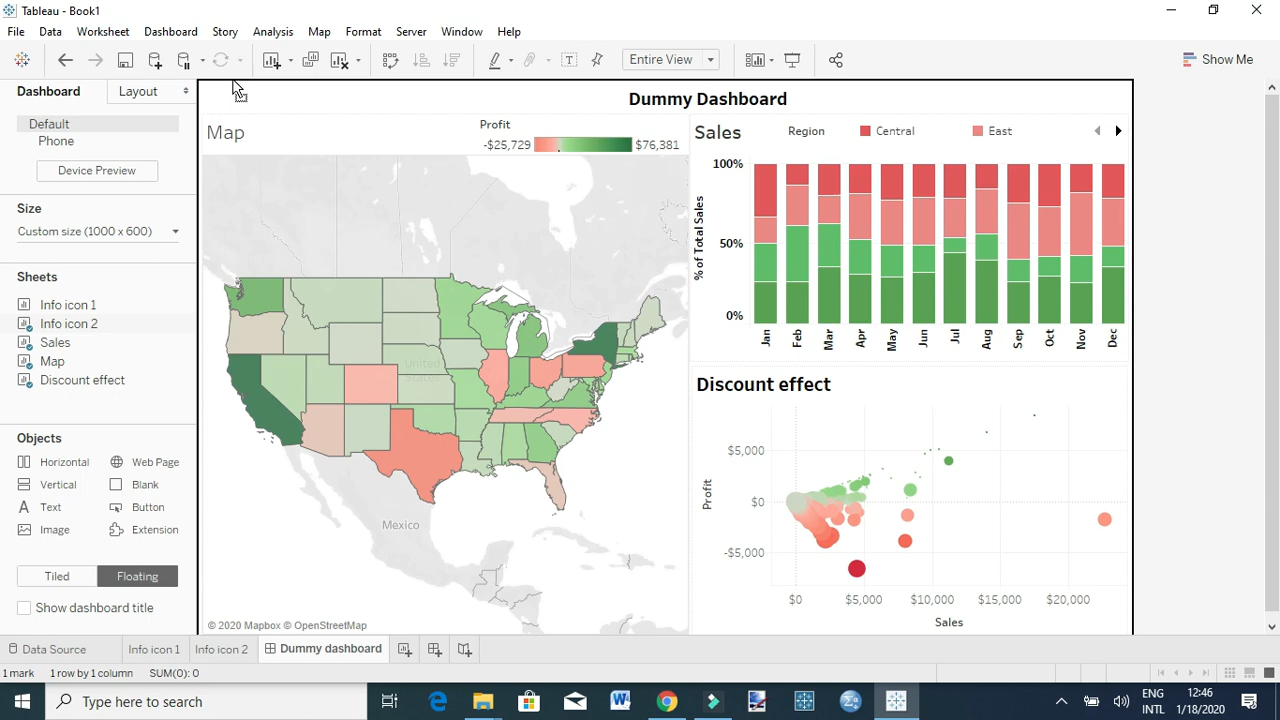 Tableau - Book1
File Data Worksheet Dashboard Story Analysis Map Format Server Window Help
Entire View
Show Me
Dashboard Layout
Default
Phone
Device Preview
Size
Custom size (1000 x 600)
Sheets
Info icon 1
Info icon 2
Sales
Map
Discount effect
Objects
Horizontal Web Page
Vertical Blank
Text Button
Image Extension
Tiled Floating
Show dashboard title
Dummy Dashboard
Map
Profit
-$25,729 $76,381
United
States
Mexico
© 2020 Mapbox © OpenStreetMap
Sales Region Central East
100%
50%
0%
% of Total Sales
Jan Feb Mar Apr May Jun Jul Aug Sep Oct Nov Dec
Discount effect
$5,000
$0
-$5,000
Profit
$0 $5,000 $10,000 $15,000 $20,000
Sales
Data Source Info icon 1 Info icon 2 Dummy dashboard
1 mark 1 row by 1 column SUM(0): 0
Type here to search
ENG
INTL
12:46
1/18/2020